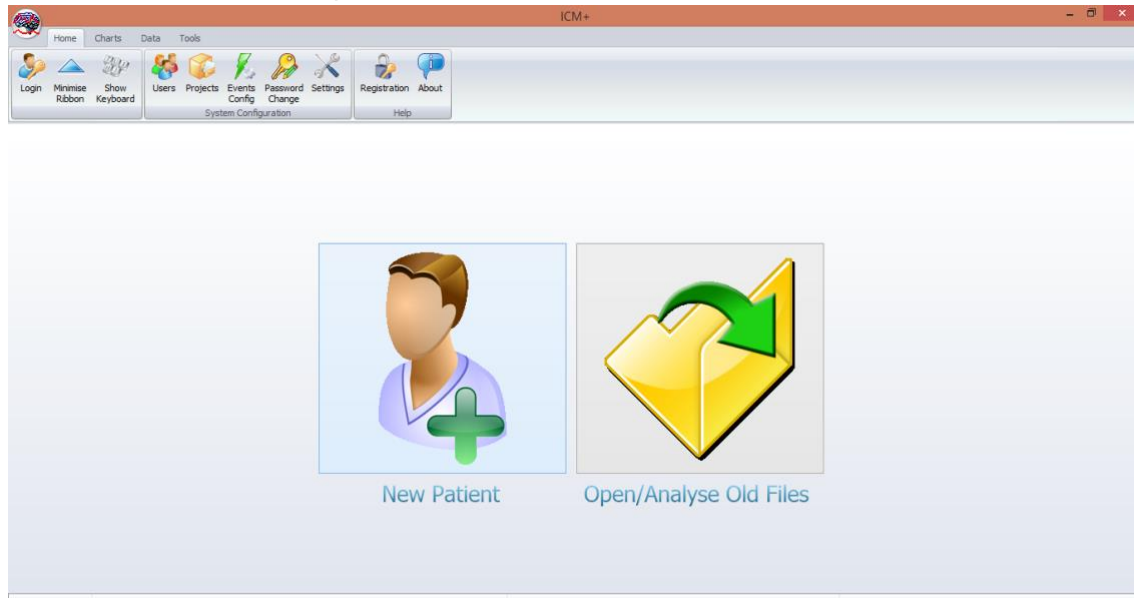 ICM+
Home Charts Data Tools
Login Minimise Ribbon Show Keyboard Users Projects Events Config Password Change Settings Registration About
System Configuration Help
New Patient Open/Analyse Old Files